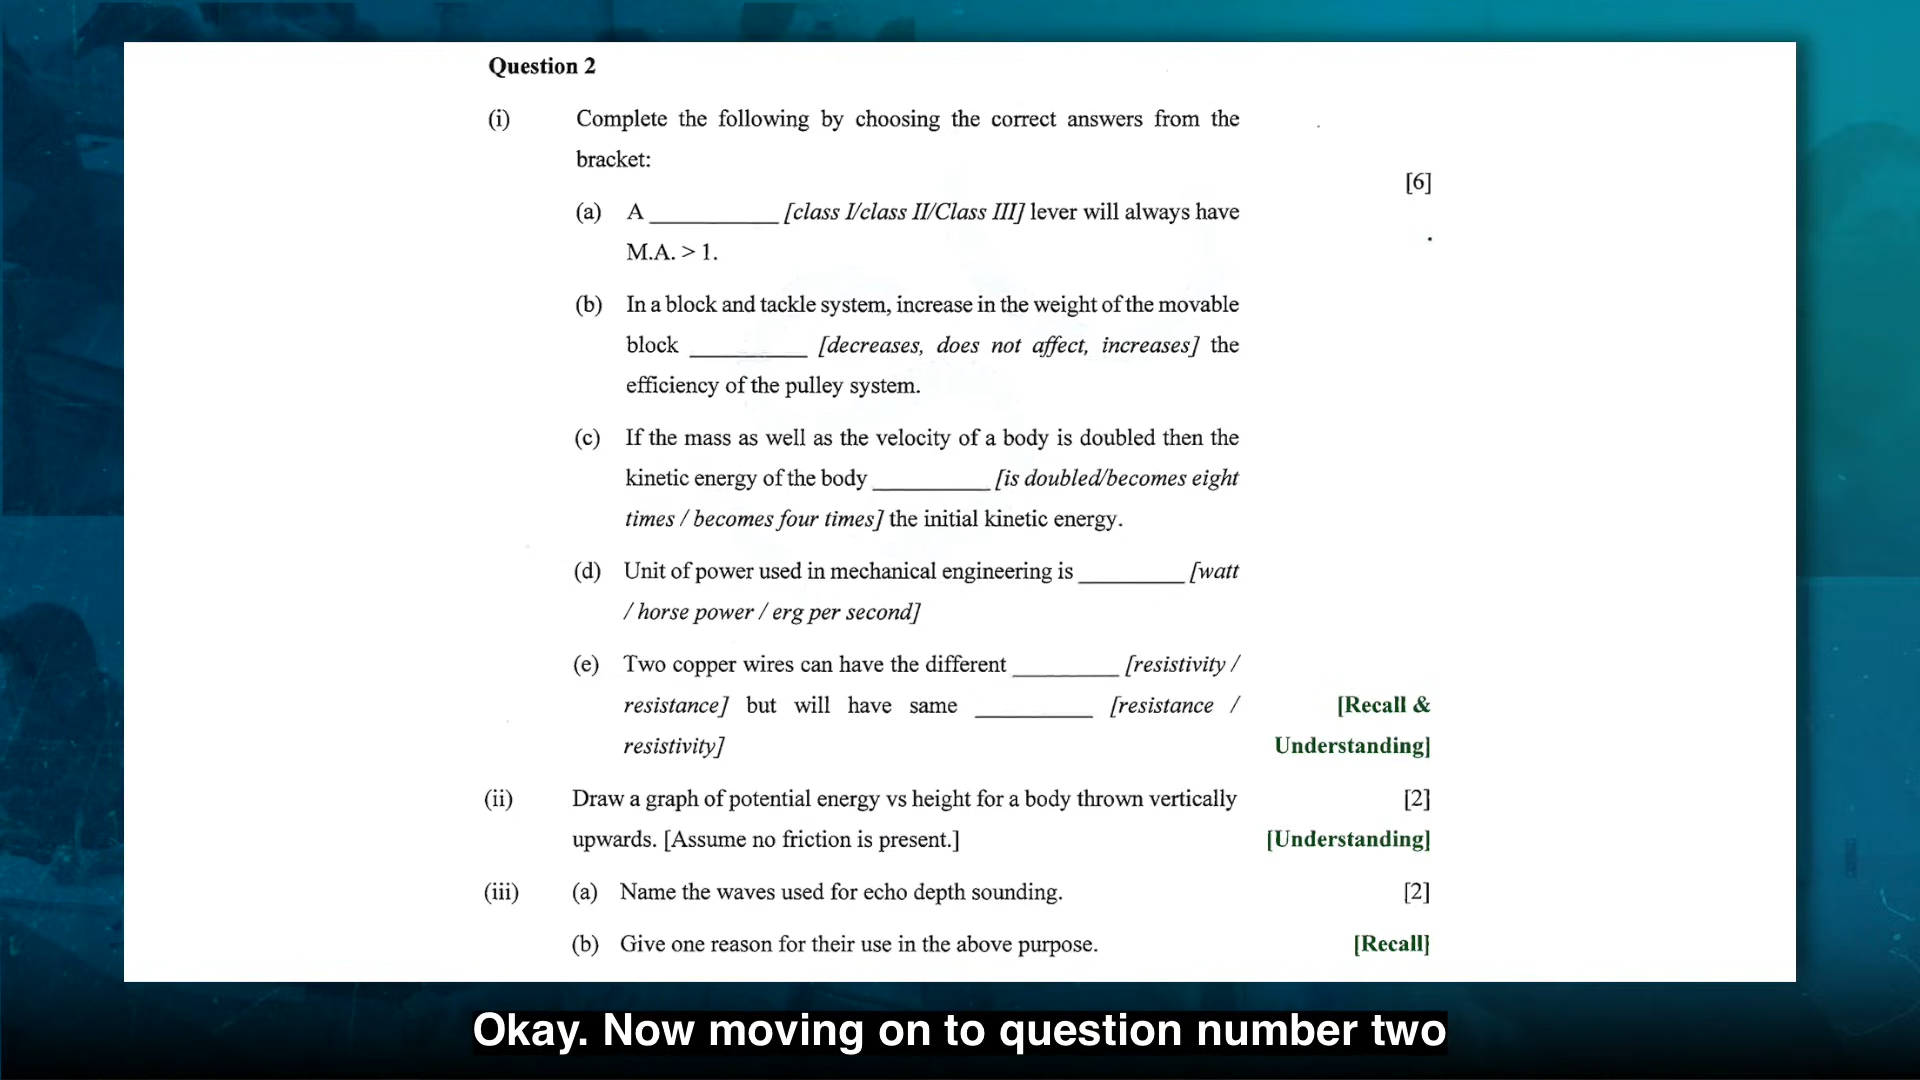 Question 2
(i) Complete the following by choosing the correct answers from the
bracket:
[6]
(a) A __________ [class I/class II/Class III] lever will always have
M.A. > 1.
(b) In a block and tackle system, increase in the weight of the movable
block __________ [decreases, does not affect, increases] the
efficiency of the pulley system.
(c) If the mass as well as the velocity of a body is doubled then the
kinetic energy of the body __________ [is doubled/becomes eight
times / becomes four times] the initial kinetic energy.
(d) Unit of power used in mechanical engineering is __________ [watt
/ horse power / erg per second]
(e) Two copper wires can have the different __________ [resistivity /
resistance] but will have same __________ [resistance / [Recall &
resistivity] Understanding]
(ii) Draw a graph of potential energy vs height for a body thrown vertically [2]
upwards. [Assume no friction is present.] [Understanding]
(iii) (a) Name the waves used for echo depth sounding. [2]
(b) Give one reason for their use in the above purpose. [Recall]
Okay. Now moving on to question number two